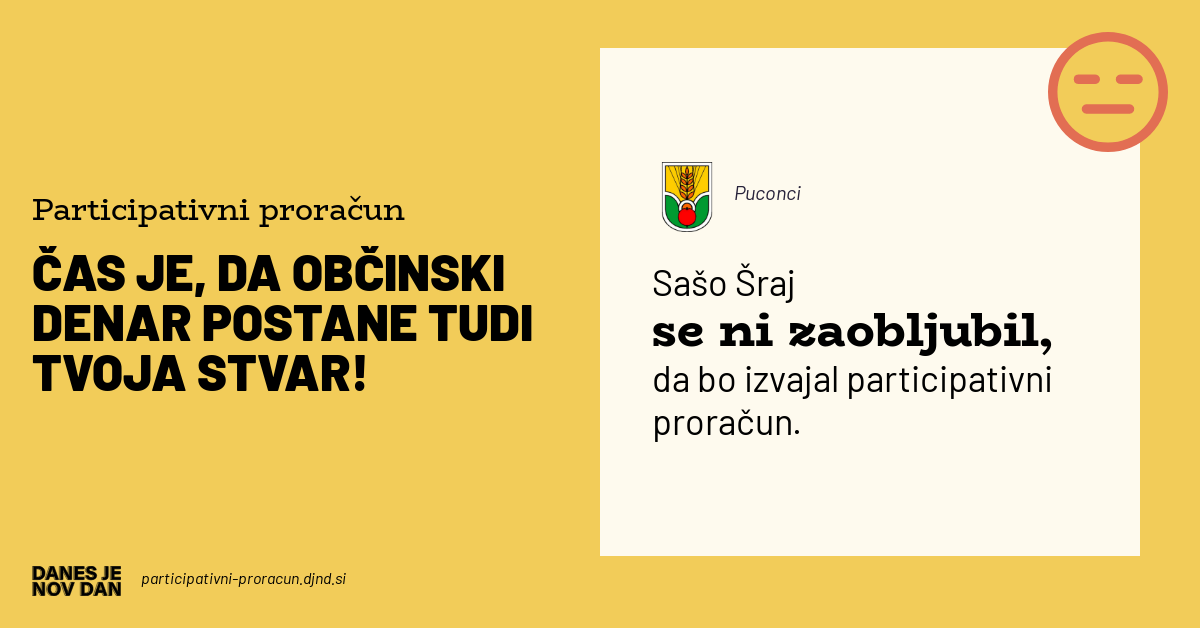 Participativni proračun
ČAS JE, DA OBČINSKI
DENAR POSTANE TUDI
TVOJA STVAR!
DANES JE
NOV DAN
participativni-proracun.djnd.si
Puconci
Sašo Šraj
se ni zaobljubil,
da bo izvajal participativni
proračun.